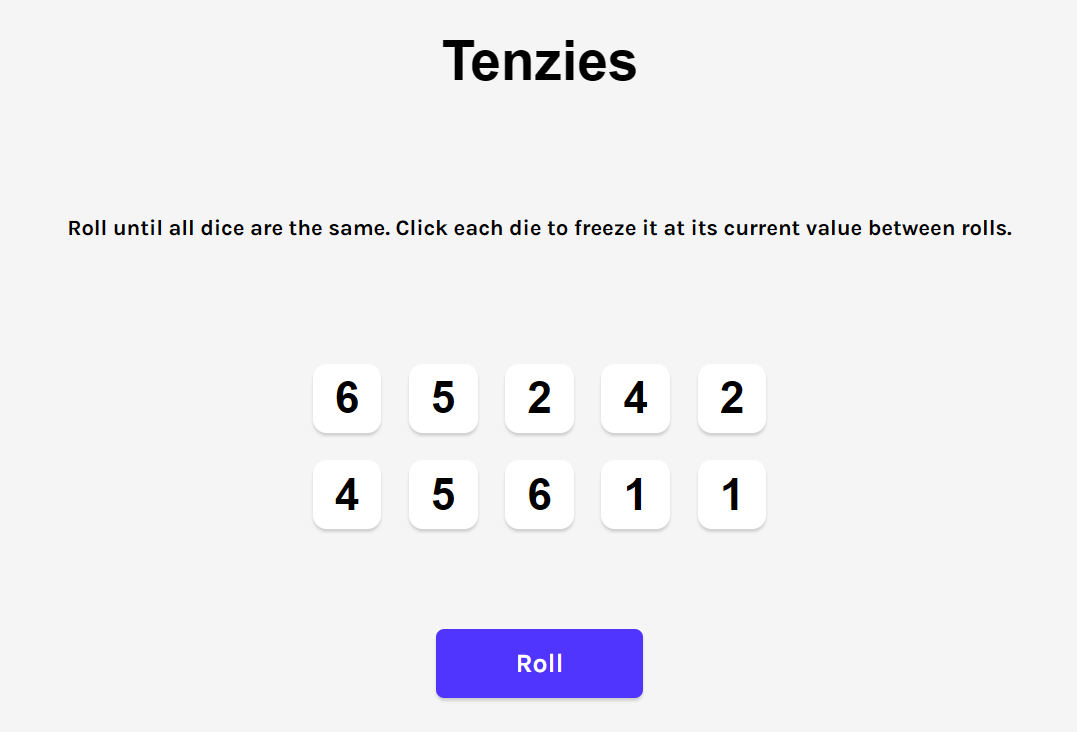 Tenzies
Roll until all dice are the same. Click each die to freeze it at its current value between rolls.
6 5 2 4 2
4 5 6 1 1
Roll